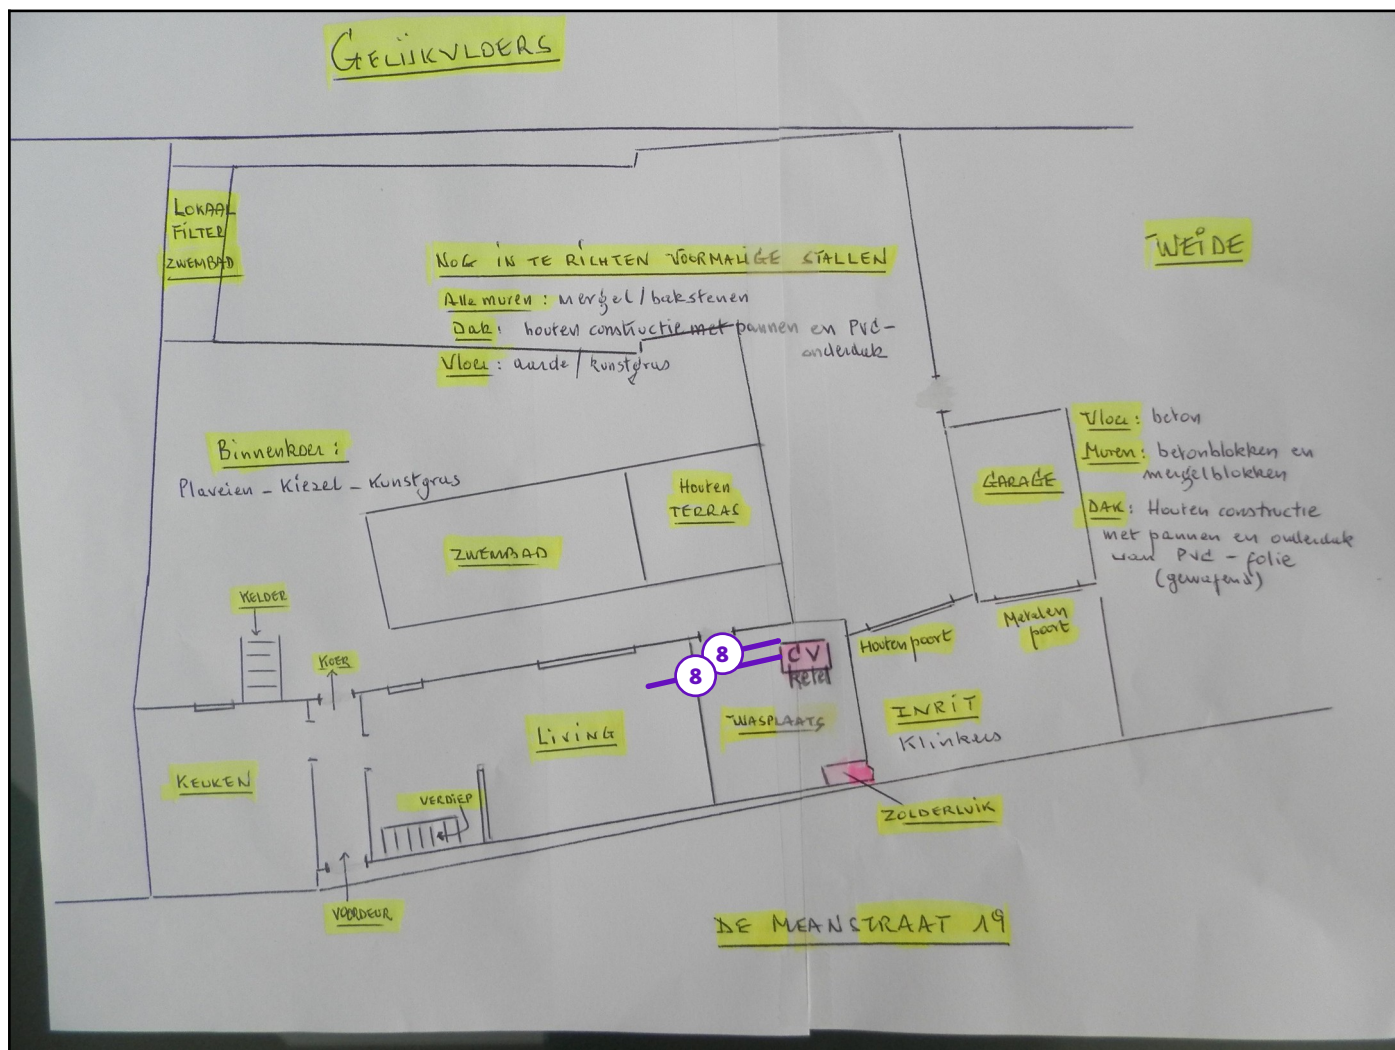 GELIJKVLOERS
LOKAAL
FILTER
ZWEMBAD
NOG IN TE RICHTEN VOORMALIGE STALLEN
Alle muren : mergel / bakstenen
Dak : houten constructie met pannen en PVC-
onderdak
Vloer : aarde / kunstgras
WEIDE
Binnenkoer :
Plaveien - Kiezel - Kunstgras
Houten
TERRAS
ZWEMBAD
Vloer : beton
Muren : betonblokken en
mergelblokken
GARAGE
DAK : Houten constructie
met pannen en onderdak
van PVC - folie
(gewapend)
KELDER
KOER
Houten poort
Metalen
poort
8
8
CV
ketel
LIVING
WASPLAATS
INRIT
Klinkers
KEUKEN
VERDIEP
ZOLDERLUIK
VOORDEUR
DE MEANSTRAAT 19